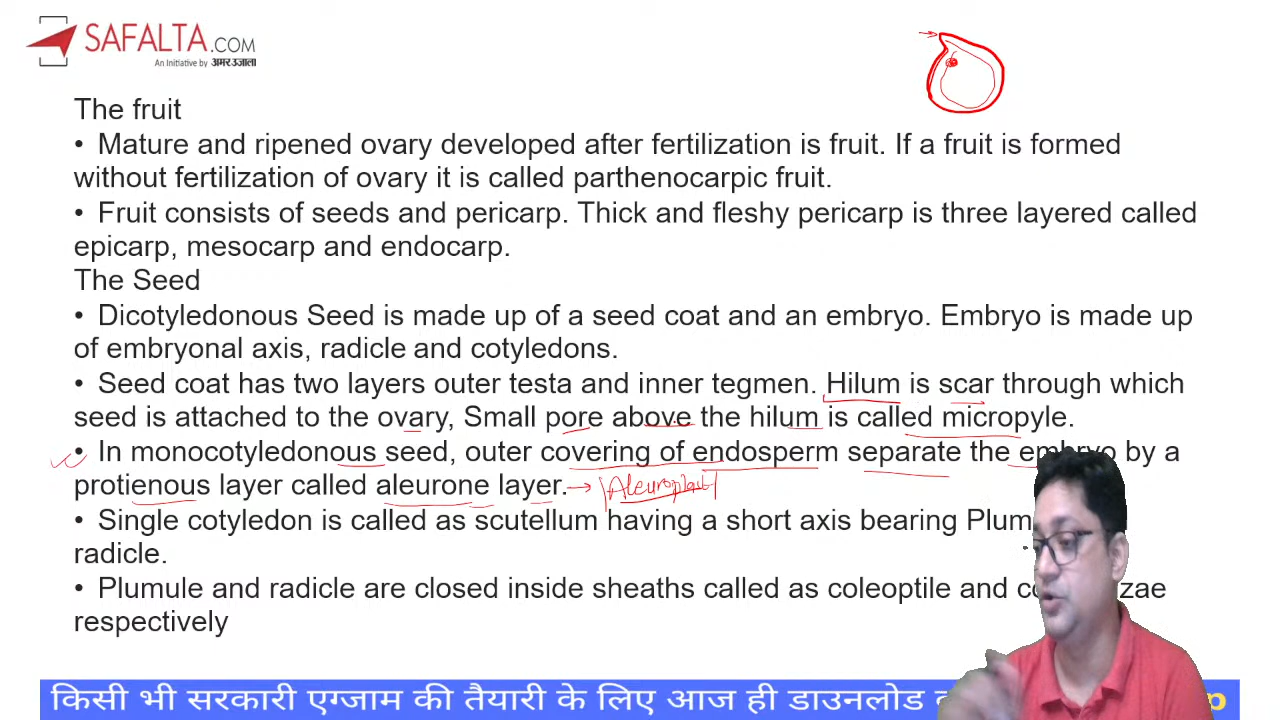 SAFALTA.COM
An Initiative by अमर उजाला
The fruit
• Mature and ripened ovary developed after fertilization is fruit. If a fruit is formed
without fertilization of ovary it is called parthenocarpic fruit.
• Fruit consists of seeds and pericarp. Thick and fleshy pericarp is three layered called
epicarp, mesocarp and endocarp.
The Seed
• Dicotyledonous Seed is made up of a seed coat and an embryo. Embryo is made up
of embryonal axis, radicle and cotyledons.
• Seed coat has two layers outer testa and inner tegmen. Hilum is scar through which
seed is attached to the ovary, Small pore above the hilum is called micropyle.
• In monocotyledonous seed, outer covering of endosperm separate the embryo by a
protienous layer called aleurone layer. → Aleuroplast
• Single cotyledon is called as scutellum having a short axis bearing
radicle.
• Plumule and radicle are closed inside sheaths called as coleoptile and
respectively
किसी भी सरकारी एग्जाम की तैयारी के लिए आज ही डाउनलोड